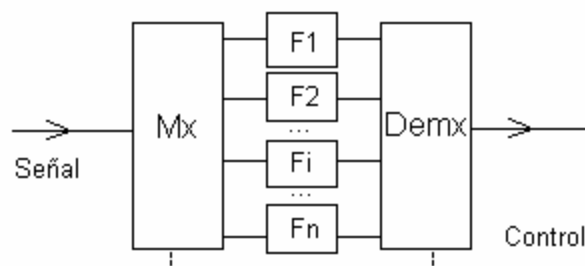 F1
F2
Mx
...
Demx
Señal
Fi
...
Fn
Control